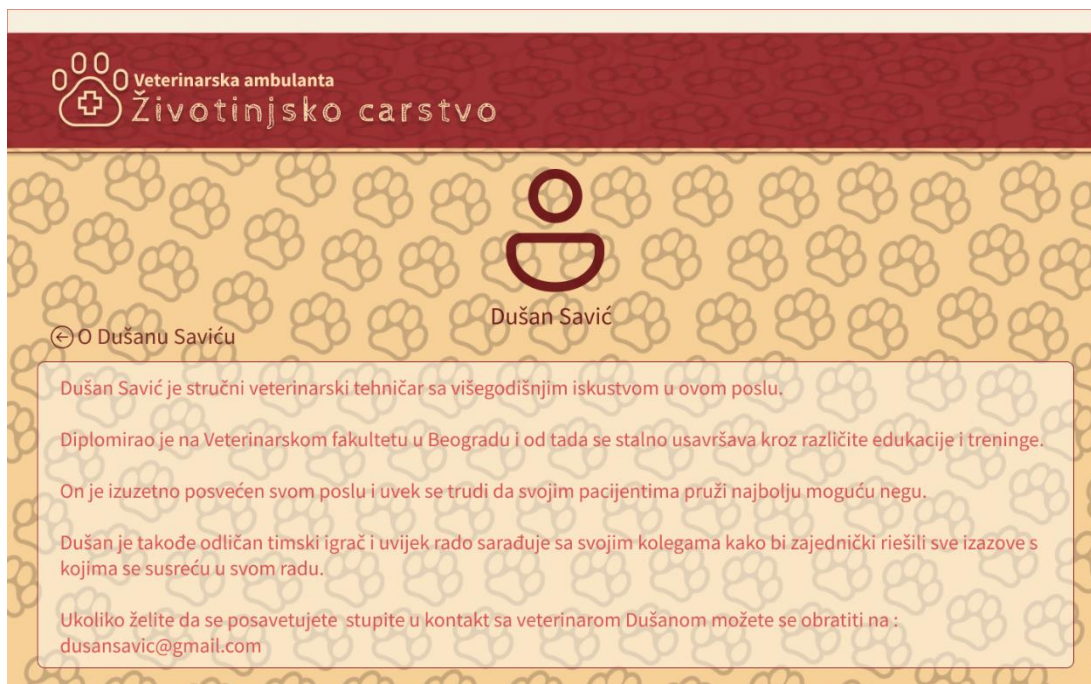 Veterinarska ambulanta
Životinjsko carstvo
Dušan Savić
O Dušanu Saviću
Dušan Savić je stručni veterinarski tehničar sa višegodišnjim iskustvom u ovom poslu.
Diplomirao je na Veterinarskom fakultetu u Beogradu i od tada se stalno usavršava kroz različite edukacije i treninge.
On je izuzetno posvećen svom poslu i uvek se trudi da svojim pacijentima pruži najbolju moguću negu.
Dušan je takođe odličan timski igrač i uvijek rado sarađuje sa svojim kolegama kako bi zajednički riešili sve izazove s
kojima se susreću u svom radu.
Ukoliko želite da se posavetujete  stupite u kontakt sa veterinarom Dušanom možete se obratiti na :
dusansavic@gmail.com